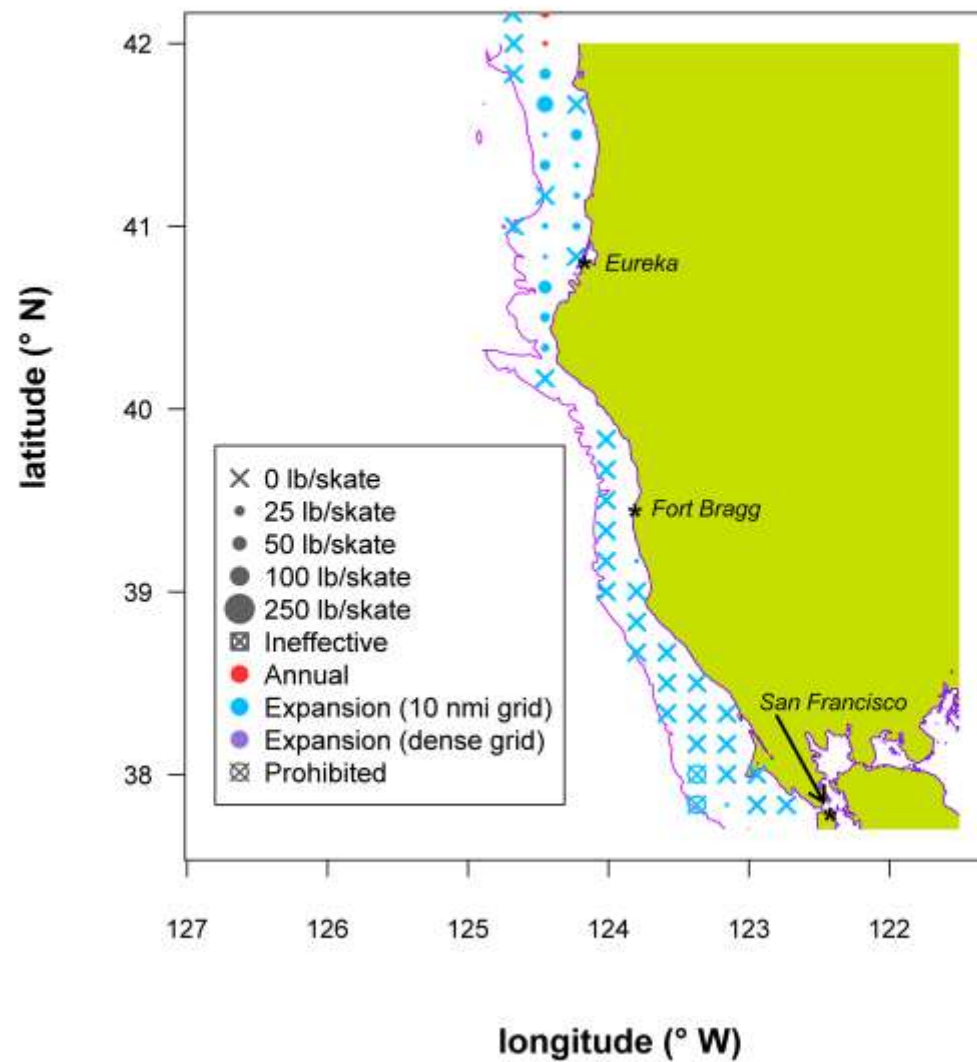 latitude (° N)
42
41
40
39
38
Eureka
Fort Bragg
San Francisco
0 lb/skate
25 lb/skate
50 lb/skate
100 lb/skate
250 lb/skate
Ineffective
Annual
Expansion (10 nmi grid)
Expansion (dense grid)
Prohibited
127 126 125 124 123 122
longitude (° W)